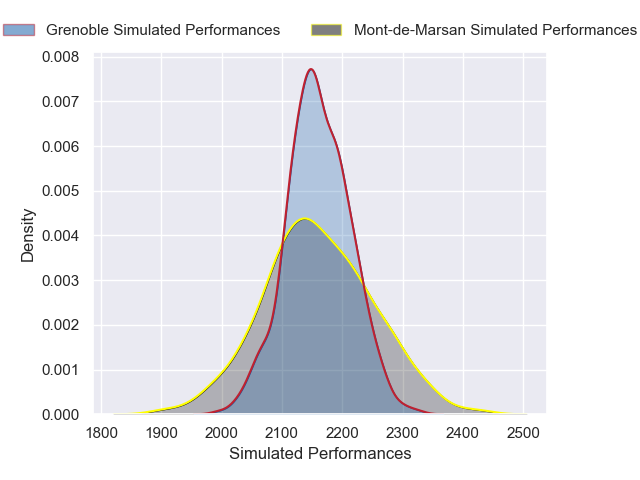 Grenoble Simulated Performances Mont-de-Marsan Simulated Performances
0.008
0.007
0.006
0.005
0.004
0.003
0.002
0.001
0.000
Density
1800 1900 2000 2100 2200 2300 2400 2500
Simulated Performances